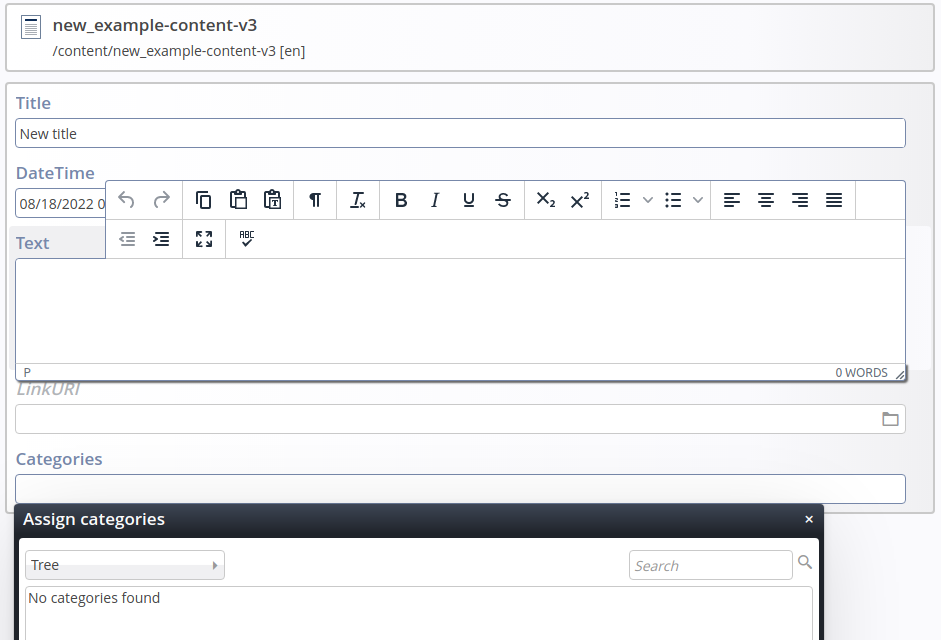 new_example-content-v3
/content/new_example-content-v3 [en]
Title
New title
DateTime
08/18/2022 0
Text
P
0 WORDS
LinkURI
Categories
Assign categories
Tree
Search
No categories found